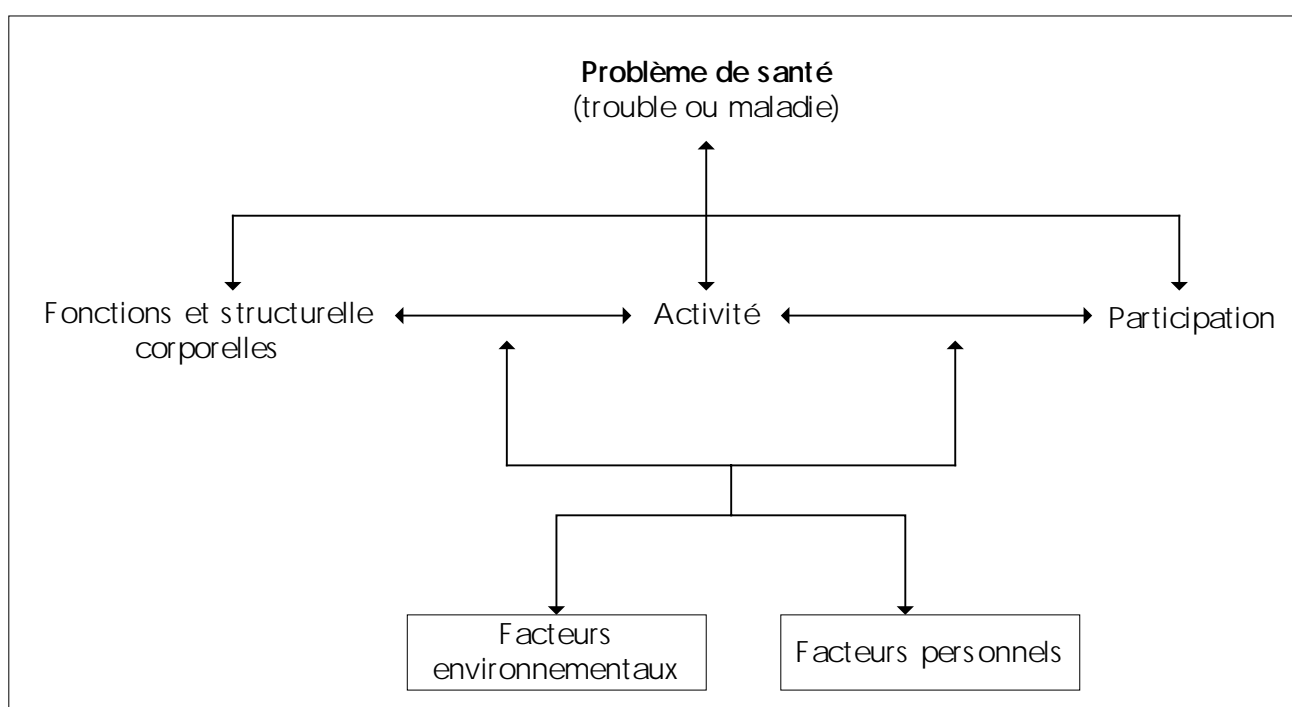 Problème de santé
(trouble ou maladie)
Fonctions et structurelle
corporelles
Activité
Participation
Facteurs
environnementaux
Facteurs personnels